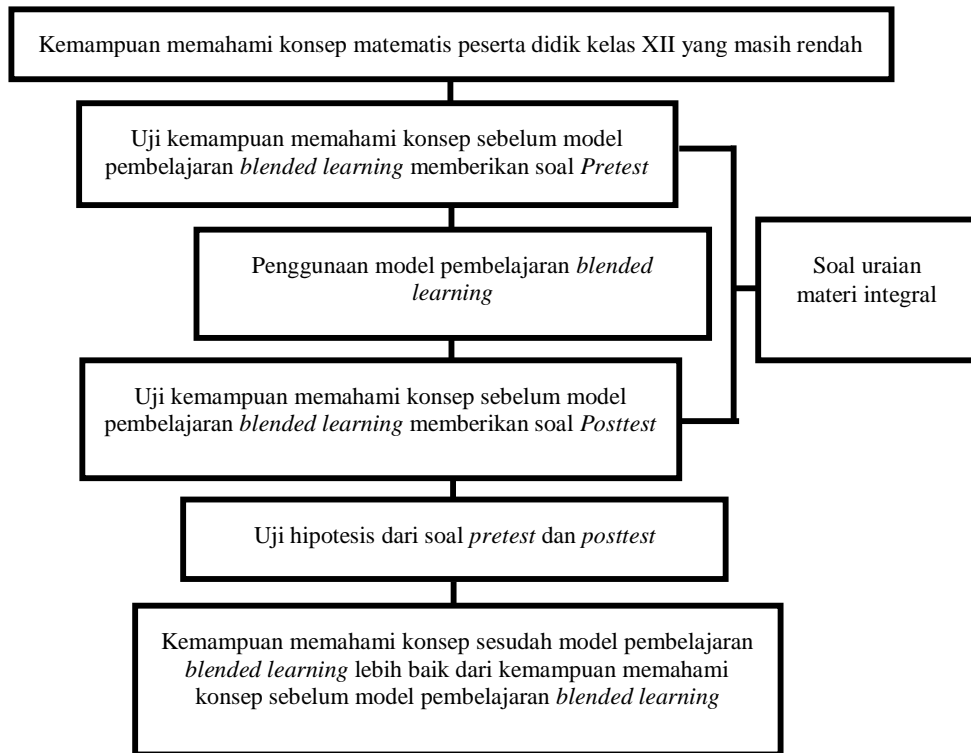 Kemampuan memahami konsep matematis peserta didik kelas XII yang masih rendah
Uji kemampuan memahami konsep sebelum model
pembelajaran blended learning memberikan soal Pretest
Penggunaan model pembelajaran blended
learning
Soal uraian
materi integral
Uji kemampuan memahami konsep sebelum model
pembelajaran blended learning memberikan soal Posttest
Uji hipotesis dari soal pretest dan posttest
Kemampuan memahami konsep sesudah model pembelajaran
blended learning lebih baik dari kemampuan memahami
konsep sebelum model pembelajaran blended learning